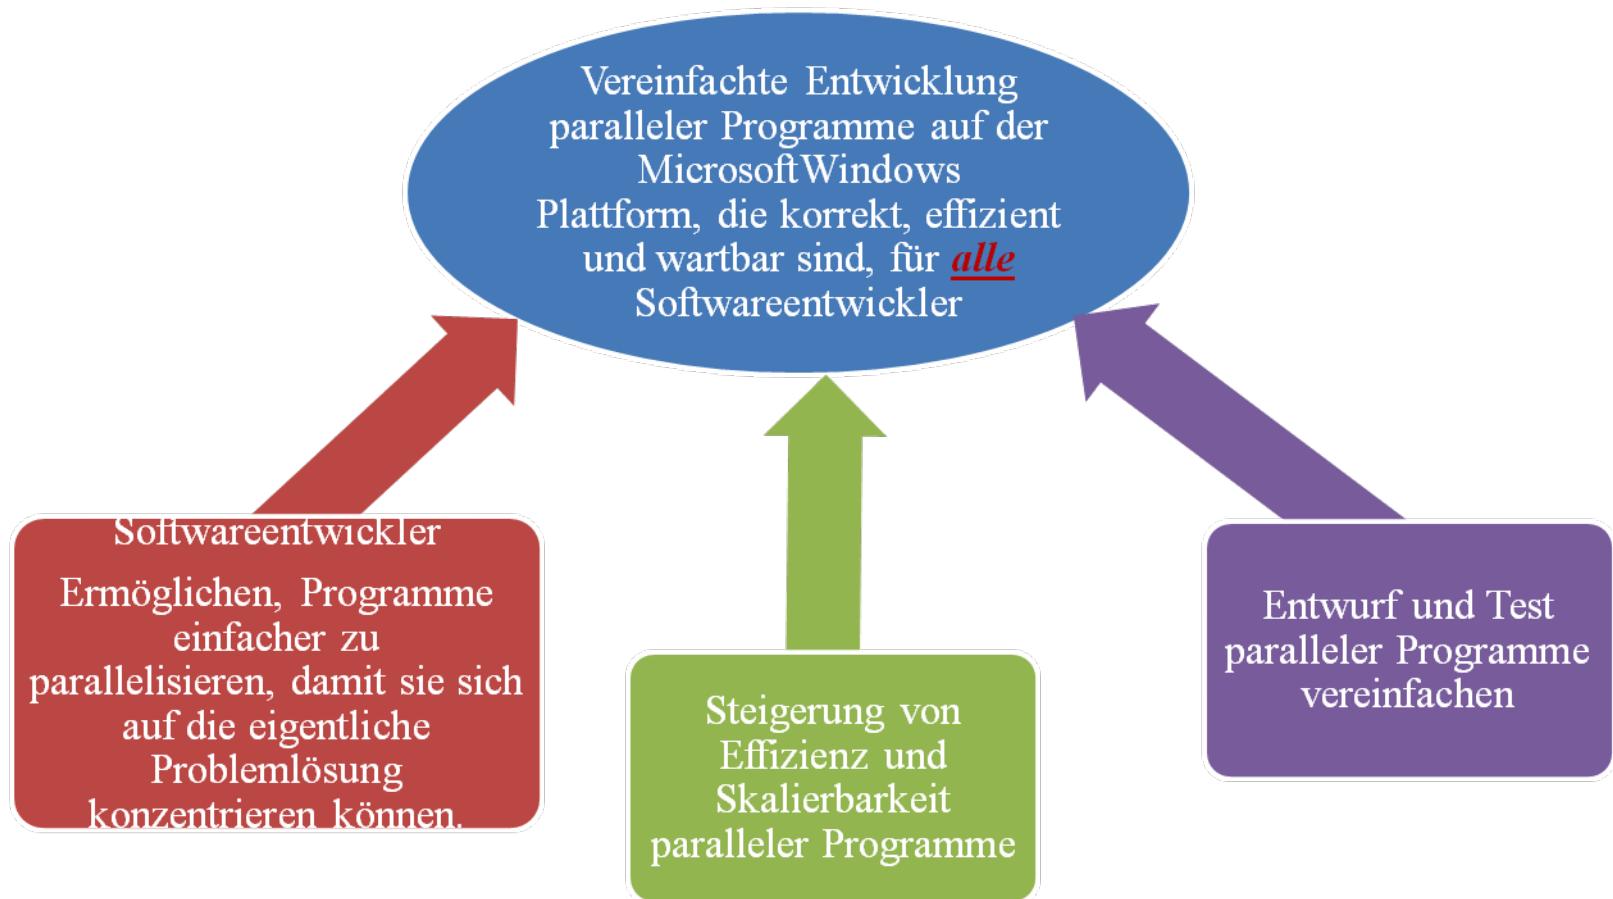 Vereinfachte Entwicklung
paralleler Programme auf der
MicrosoftWindows
Plattform, die korrekt, effizient
und wartbar sind, für alle
Softwareentwickler
Softwareentwickler
Ermöglichen, Programme
einfacher zu
parallelisieren, damit sie sich
auf die eigentliche
Problemlösung
konzentrieren können.
Steigerung von
Effizienz und
Skalierbarkeit
paralleler Programme
Entwurf und Test
paralleler Programme
vereinfachen